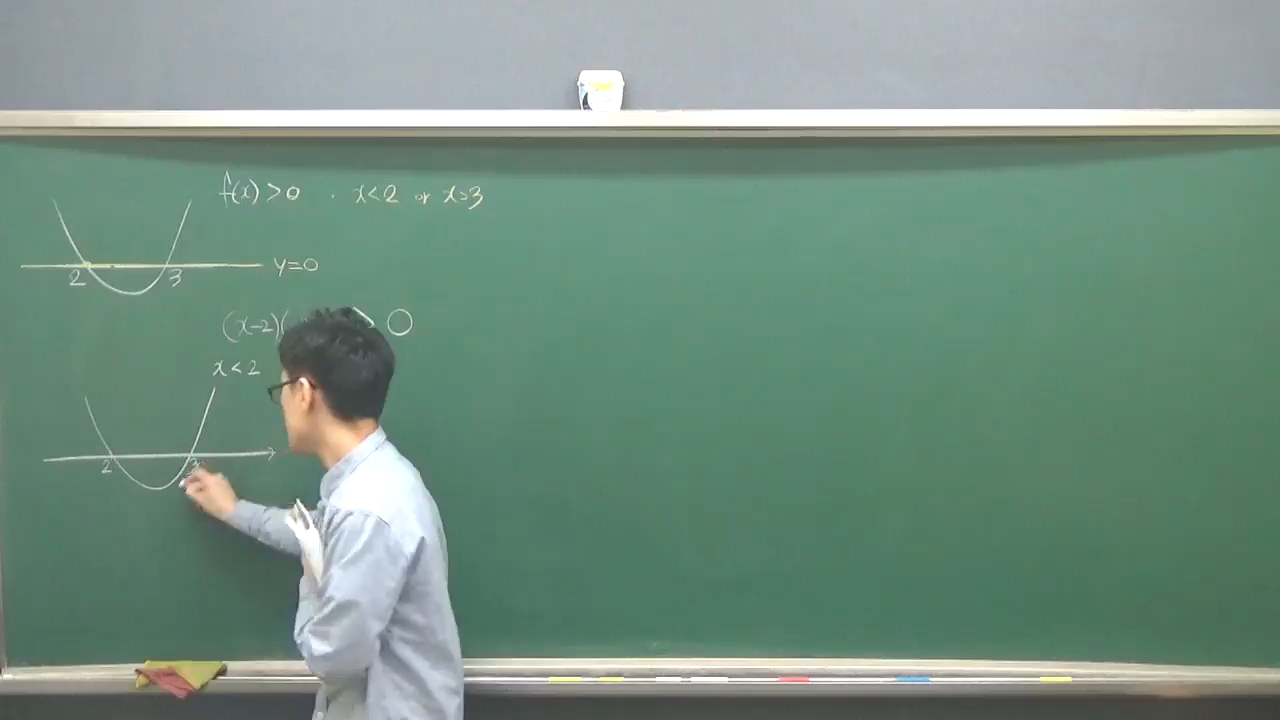 f(x)>0 . x<2 or x>3
2 3 y=0
(x-2)( > 0
x<2
2 3